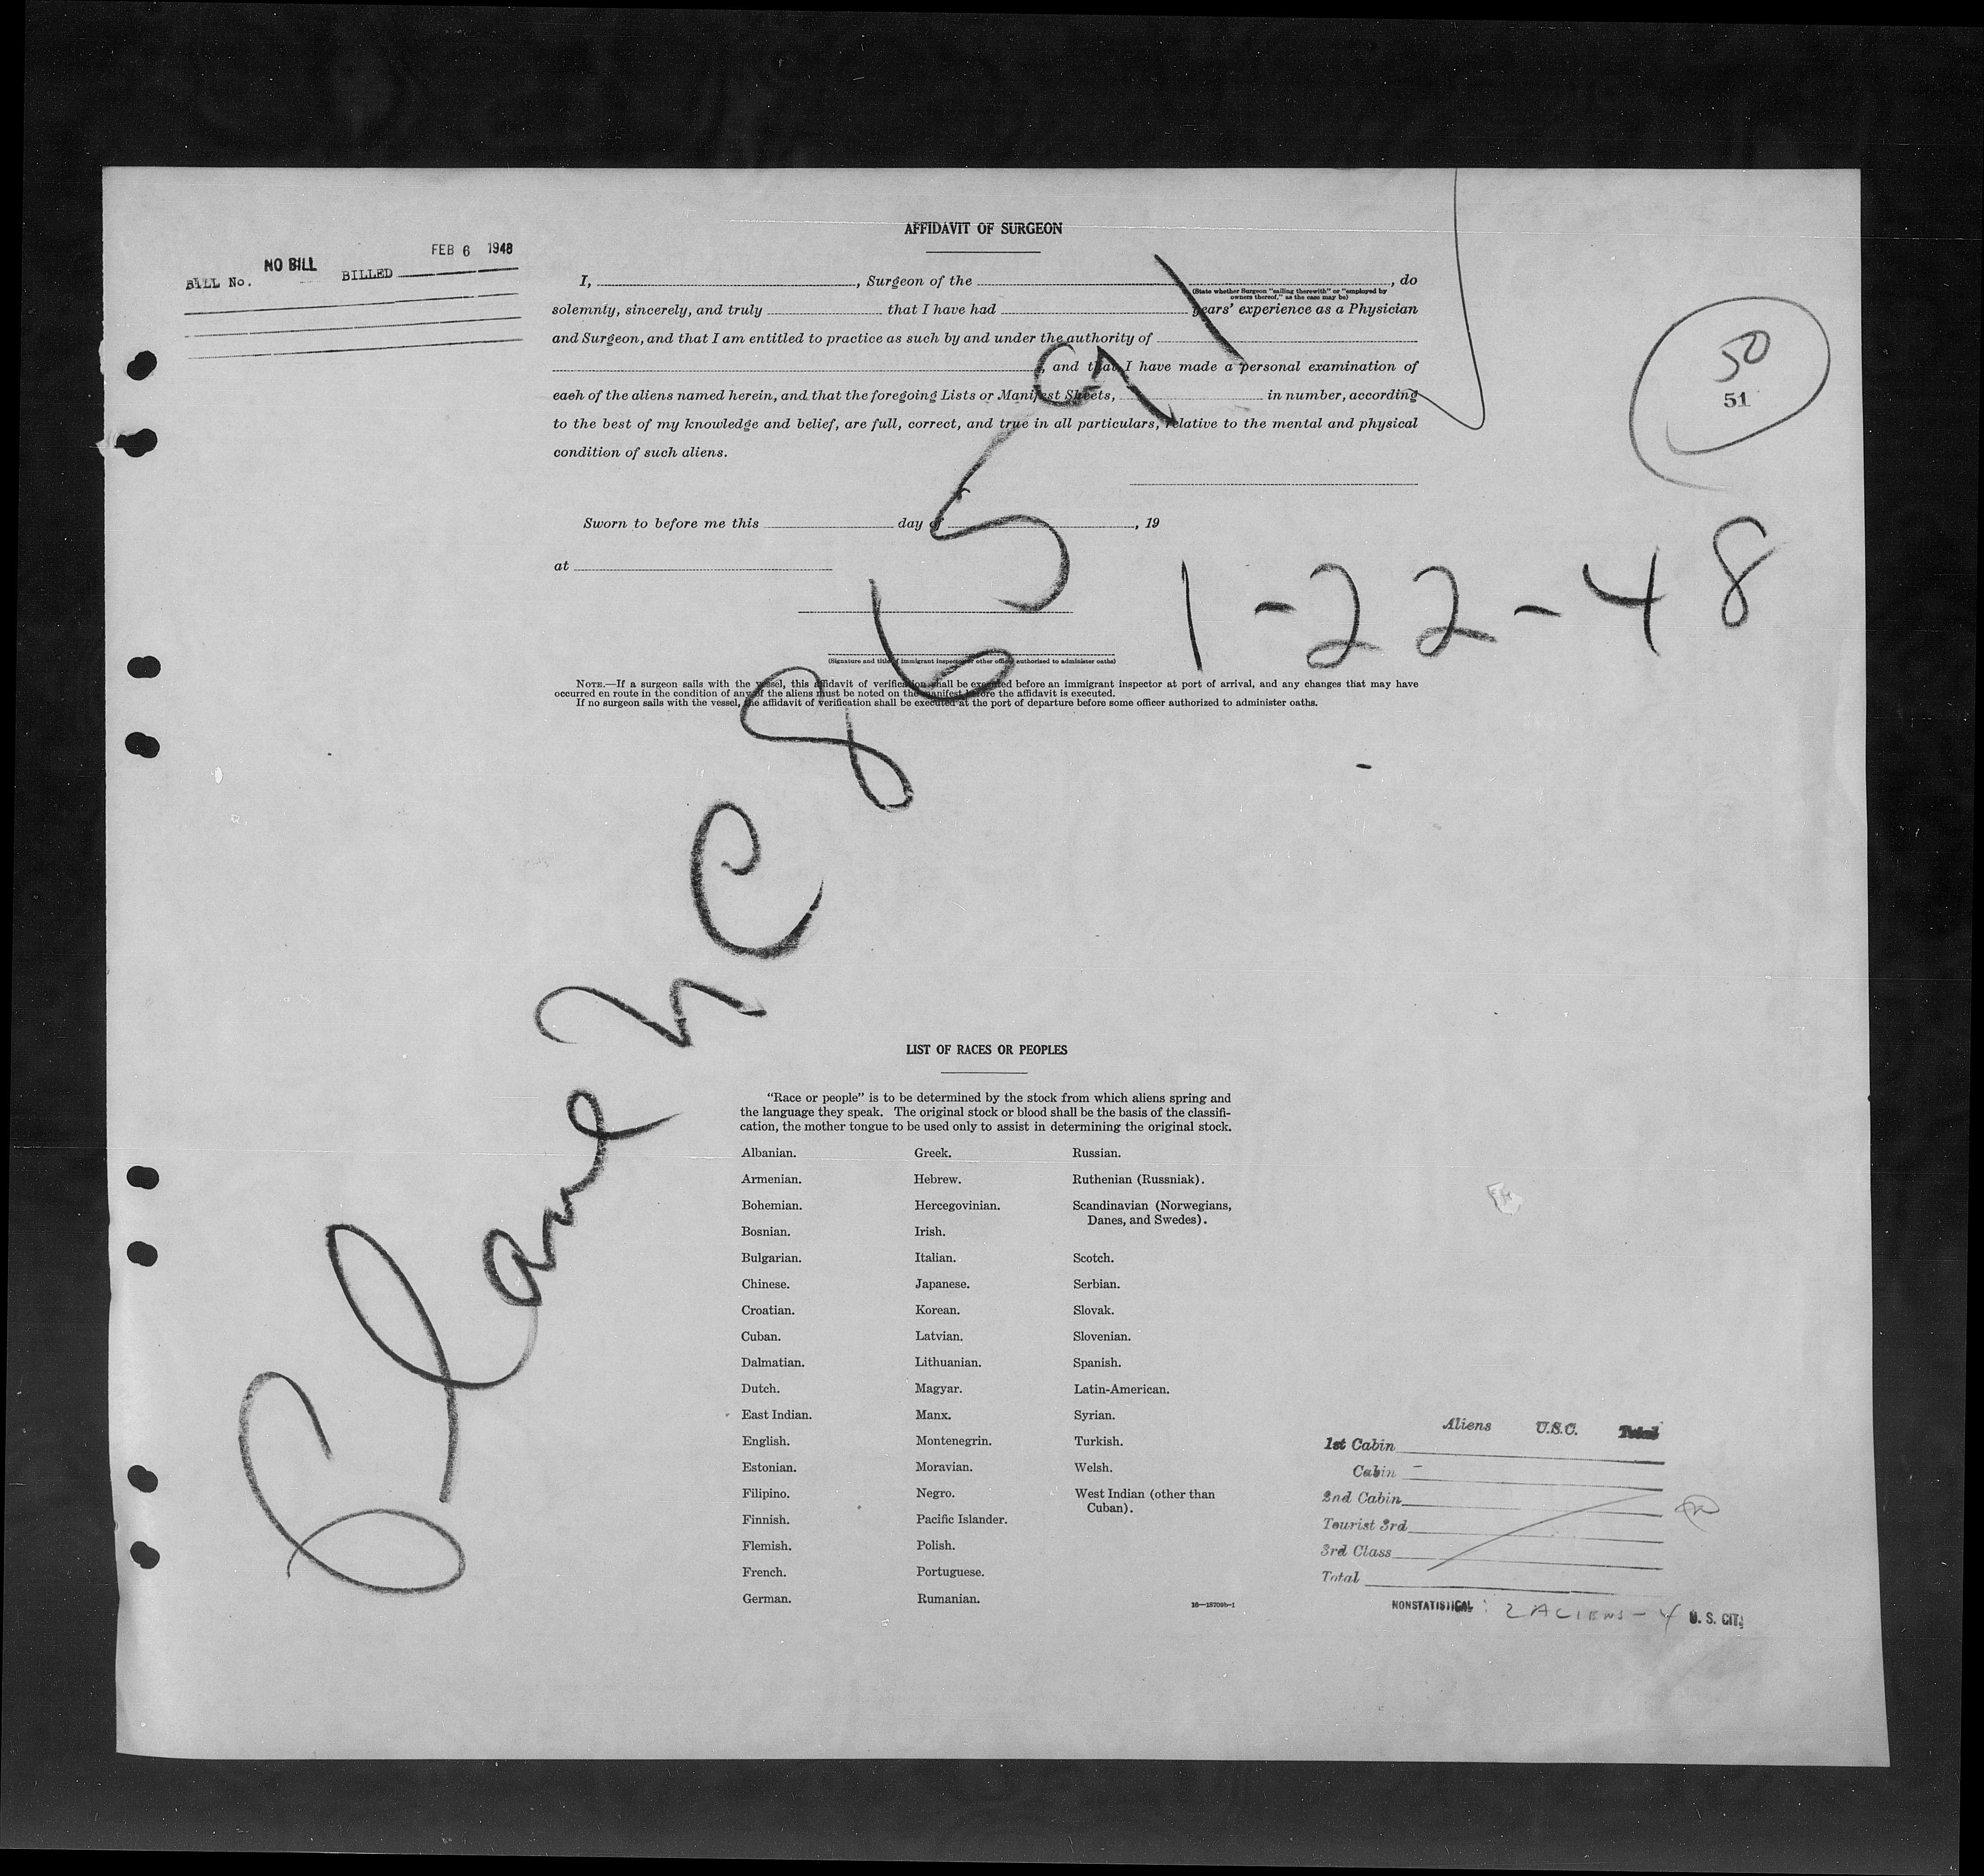 AFFIDAVIT OF SURGEON
FEB 6 1948
BILL No. NO BILL BILLED
I, , Surgeon of the , do
(State whether Surgeon "sailing therewith" or "employed by
owners thereof," as the case may be)
solemnly, sincerely, and truly that I have had years' experience as a Physician
and Surgeon, and that I am entitled to practice as such by and under the authority of
, and that I have made a personal examination of
each of the aliens named herein, and that the foregoing Lists or Manifest Sheets, in number, according
to the best of my knowledge and belief, are full, correct, and true in all particulars, relative to the mental and physical
condition of such aliens.
50
51
Sworn to before me this day of , 19
at
1-22-48
(Signature and title of immigrant inspector or other officer authorized to administer oaths)
NOTE.—If a surgeon sails with the vessel, this affidavit of verification shall be executed before an immigrant inspector at port of arrival, and any changes that may have
occurred en route in the condition of any of the aliens must be noted on the manifest before the affidavit is executed.
If no surgeon sails with the vessel, the affidavit of verification shall be executed at the port of departure before some officer authorized to administer oaths.
LIST OF RACES OR PEOPLES
"Race or people" is to be determined by the stock from which aliens spring and
the language they speak. The original stock or blood shall be the basis of the classifi-
cation, the mother tongue to be used only to assist in determining the original stock.
Albanian.
Armenian.
Bohemian.
Bosnian.
Bulgarian.
Chinese.
Croatian.
Cuban.
Dalmatian.
Dutch.
East Indian.
English.
Estonian.
Filipino.
Finnish.
Flemish.
French.
German.
Greek.
Hebrew.
Hercegovinian.
Irish.
Italian.
Japanese.
Korean.
Latvian.
Lithuanian.
Magyar.
Manx.
Montenegrin.
Moravian.
Negro.
Pacific Islander.
Polish.
Portuguese.
Rumanian.
Russian.
Ruthenian (Russniak).
Scandinavian (Norwegians,
Danes, and Swedes).
Scotch.
Serbian.
Slovak.
Slovenian.
Spanish.
Latin-American.
Syrian.
Turkish.
Welsh.
West Indian (other than
Cuban).
16—18709b-1
Aliens U.S.C. Total
1st Cabin
Cabin
2nd Cabin
Tourist 3rd
3rd Class
Total
NONSTATISTICAL: 2 ALIENS - 4 U. S. CIT.